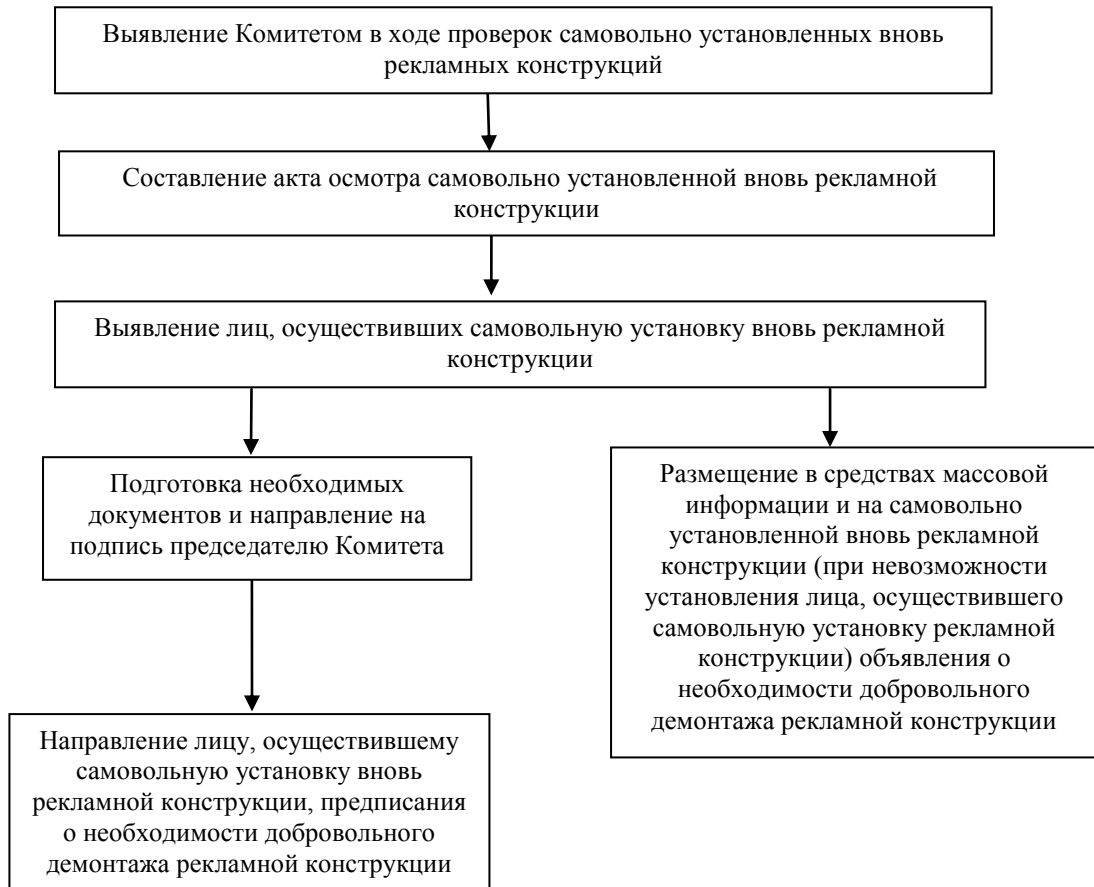 Выявление Комитетом в ходе проверок самовольно установленных вновь
рекламных конструкций
Составление акта осмотра самовольно установленной вновь рекламной
конструкции
Выявление лиц, осуществивших самовольную установку вновь рекламной
конструкции
Подготовка необходимых
документов и направление на
подпись председателю Комитета
Размещение в средствах массовой
информации и на самовольно
установленной вновь рекламной
конструкции (при невозможности
установления лица, осуществившего
самовольную установку рекламной
конструкции) объявления о
необходимости добровольного
демонтажа рекламной конструкции
Направление лицу, осуществившему
самовольную установку вновь
рекламной конструкции, предписания
о необходимости добровольного
демонтажа рекламной конструкции